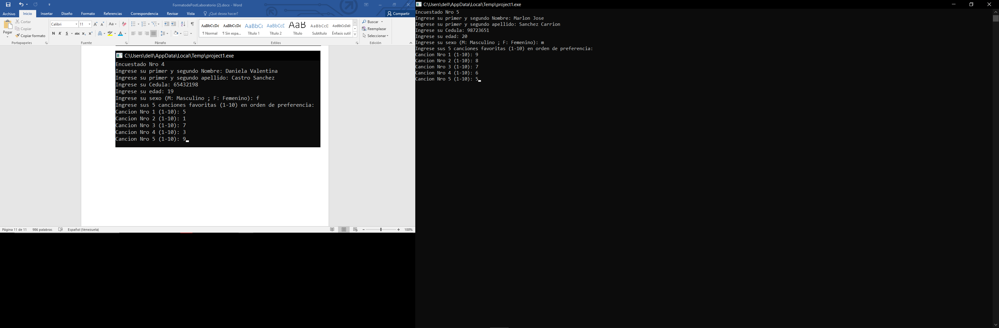 FormatodePostLaboratorio (2).docx - Word
Archivo Inicio Insertar Diseño Formato Referencias Correspondencia Revisar Vista ¿Qué desea hacer? Compartir
Pegar
Cortar
Copiar
Copiar formato
Portapapeles
Calibri 11 Aa
N K S abc x₂ x² A ab A
Fuente
Párrafo
AaBbCcDc AaBbCcDd AaBbCc AaBbCcD AaB AaBbCcD AaBbCcDdE
¶ Normal ¶ Sin espa... Título 1 Título 2 Título Subtítulo Énfasis sutil
Estilos
Buscar
Reemplazar
Seleccionar
Edición
C:\Users\dell\AppData\Local\Temp\project1.exe
Encuestado Nro 4
Ingrese su primer y segundo Nombre: Daniela Valentina
Ingrese su primer y segundo apellido: Castro Sanchez
Ingrese su Cedula: 65432198
Ingrese su edad: 19
Ingrese su sexo (M: Masculino ; F: Femenino): f
Ingrese sus 5 canciones favoritas (1-10) en orden de preferencia:
Cancion Nro 1 (1-10): 5
Cancion Nro 2 (1-10): 1
Cancion Nro 3 (1-10): 7
Cancion Nro 4 (1-10): 3
Cancion Nro 5 (1-10): 9
Página 11 de 11 986 palabras Español (Venezuela) 100%
C:\Users\dell\AppData\Local\Temp\project1.exe
Encuestado Nro 5
Ingrese su primer y segundo Nombre: Marlon Jose
Ingrese su primer y segundo apellido: Sanchez Carrion
Ingrese su Cedula: 98723651
Ingrese su edad: 20
Ingrese su sexo (M: Masculino ; F: Femenino): m
Ingrese sus 5 canciones favoritas (1-10) en orden de preferencia:
Cancion Nro 1 (1-10): 9
Cancion Nro 2 (1-10): 8
Cancion Nro 3 (1-10): 7
Cancion Nro 4 (1-10): 6
Cancion Nro 5 (1-10): 5